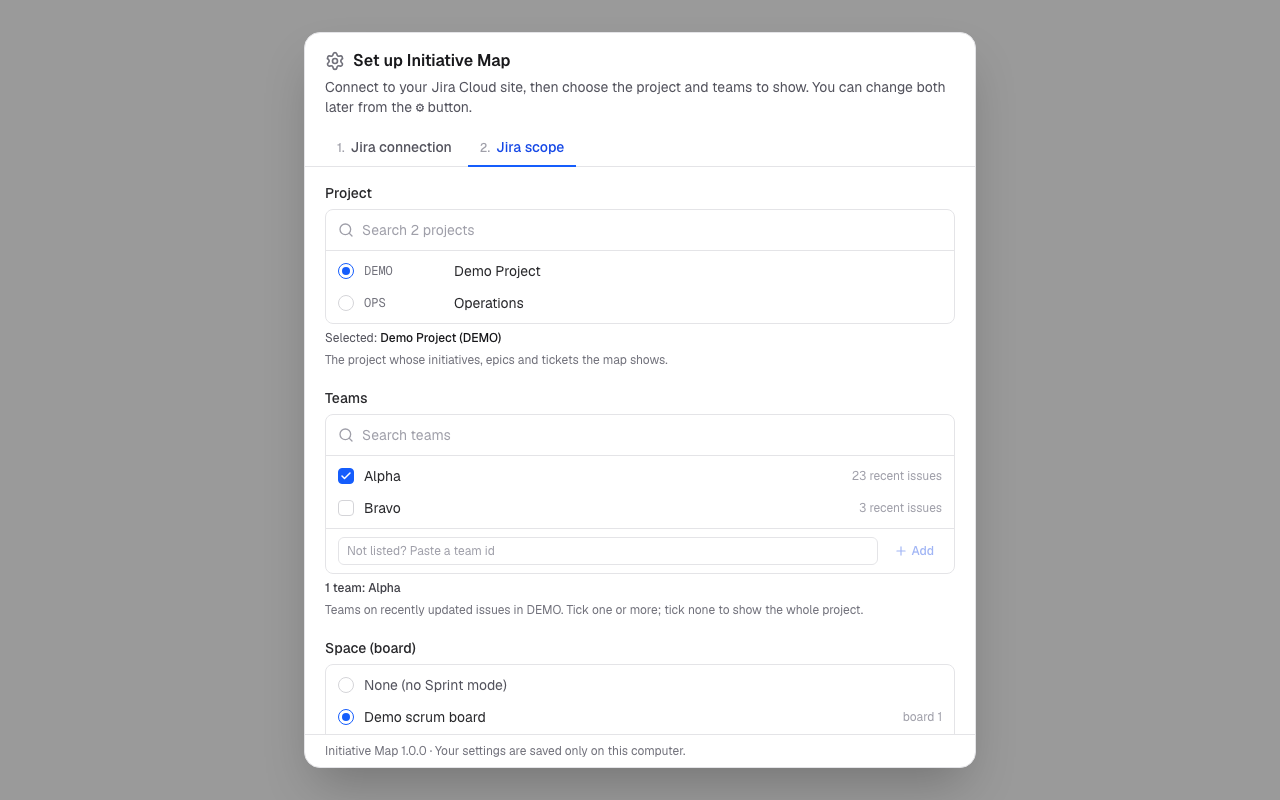 Set up Initiative Map
Connect to your Jira Cloud site, then choose the project and teams to show. You can change both
later from the ⚙ button.
1. Jira connection
2. Jira scope
Project
Search 2 projects
DEMO Demo Project
OPS Operations
Selected: Demo Project (DEMO)
The project whose initiatives, epics and tickets the map shows.
Teams
Search teams
Alpha 23 recent issues
Bravo 3 recent issues
Not listed? Paste a team id
+ Add
1 team: Alpha
Teams on recently updated issues in DEMO. Tick one or more; tick none to show the whole project.
Space (board)
None (no Sprint mode)
Demo scrum board board 1
Initiative Map 1.0.0 · Your settings are saved only on this computer.